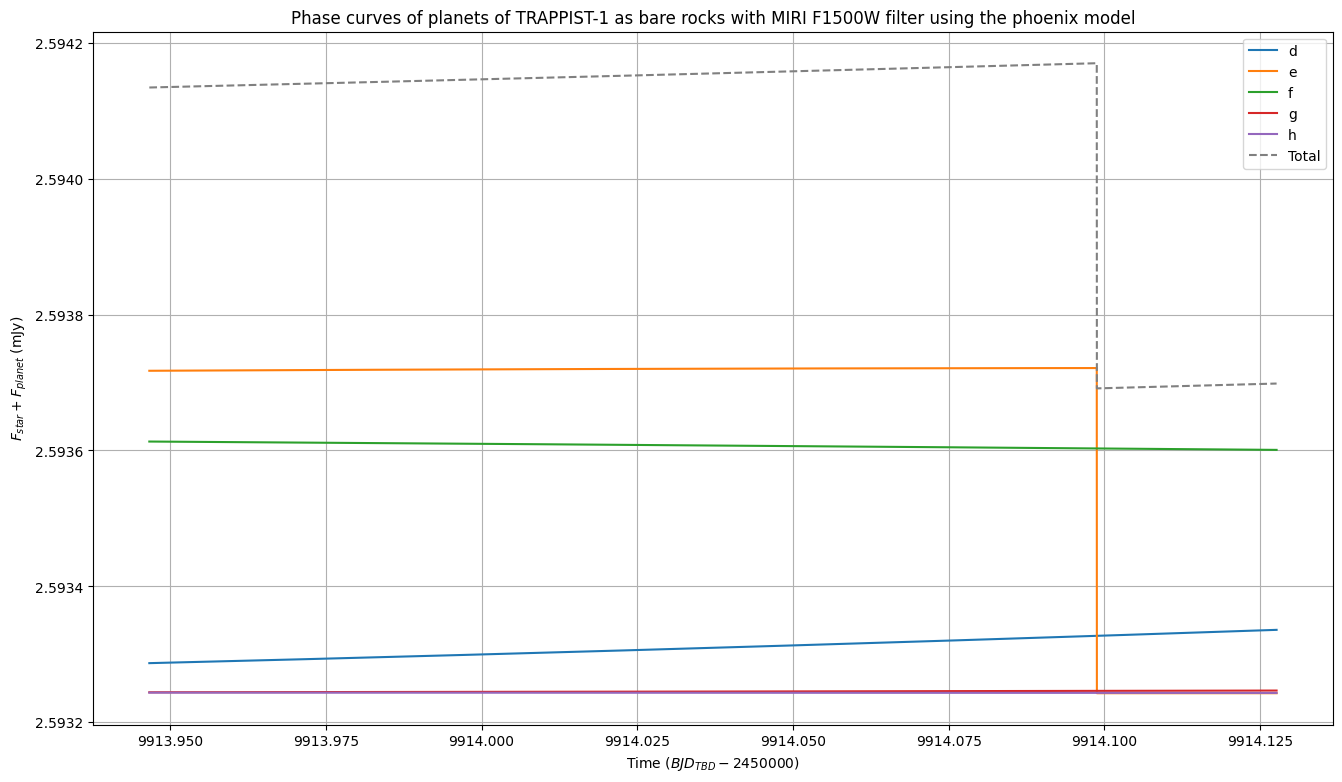 Phase curves of planets of TRAPPIST-1 as bare rocks with MIRI F1500W filter using the phoenix model
2.5942
2.5940
2.5938
2.5936
2.5934
2.5932
F_star + F_planet (mJy)
d
e
f
g
h
Total
9913.950 9913.975 9914.000 9914.025 9914.050 9914.075 9914.100 9914.125
Time (BJD_TBD − 2450000)